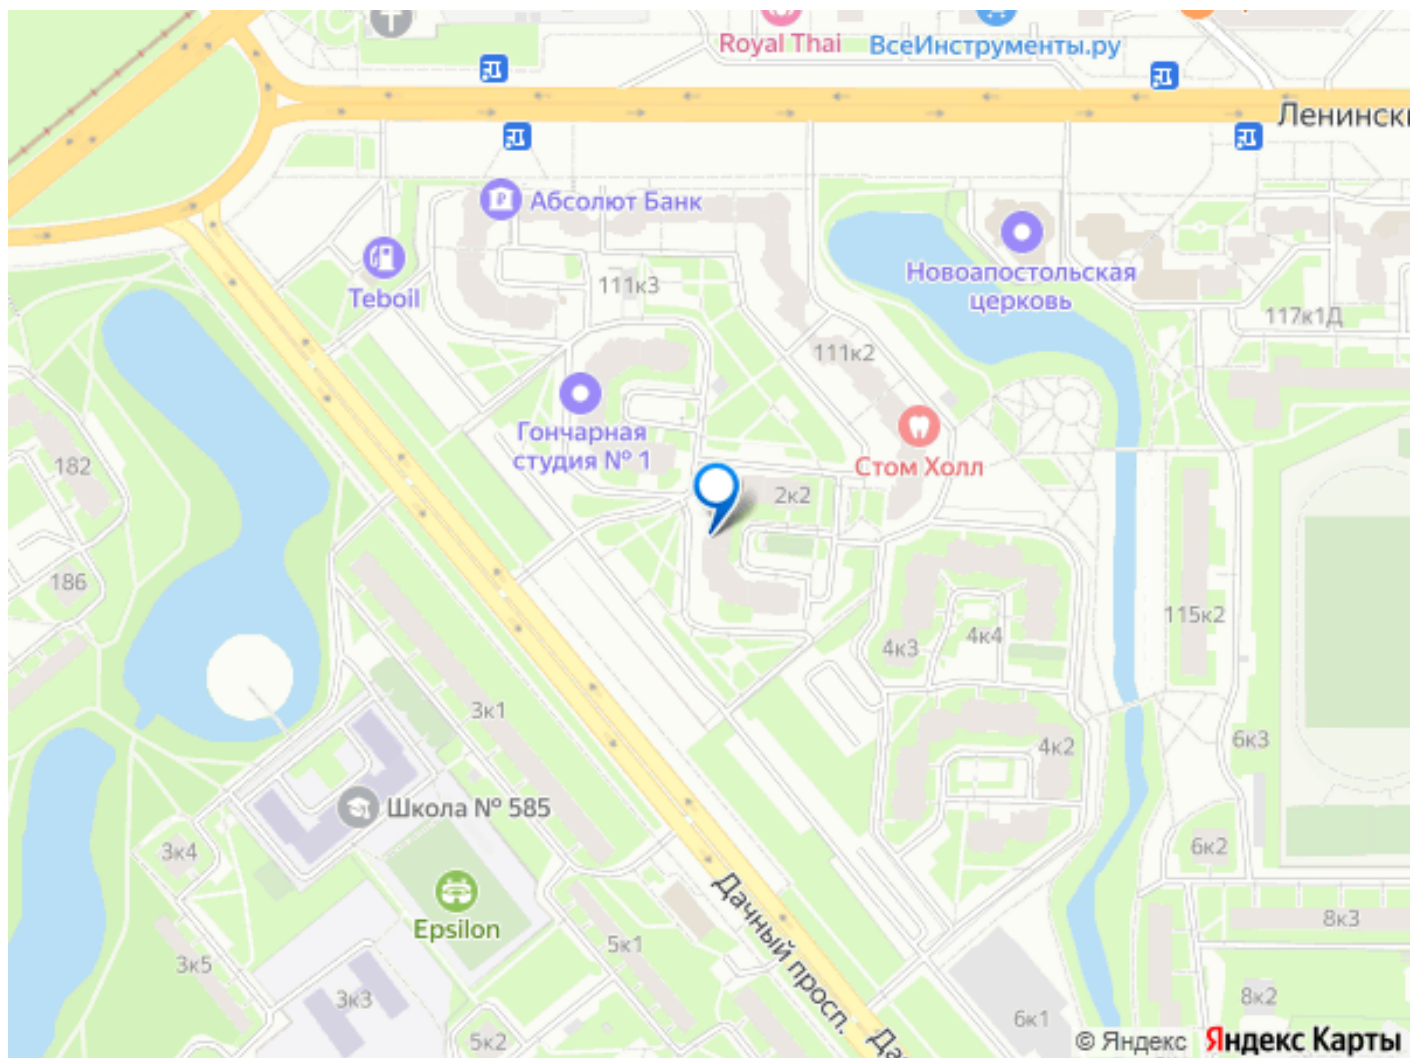 Royal Thai
ВсеИнструменты.ру
Ленински
Абсолют Банк
Новоапостольская
церковь
Teboil
111к3
117к1Д
111к2
Гончарная
студия № 1
Стом Холл
182
2к2
186
115к2
4к3
4к4
3к1
6к3
4к2
Школа № 585
3к4
6к2
Epsilon
Дачный просп.
8к3
5к1
3к5
3к3
8к2
6к1
5к2
Да
© Яндекс Яндекс Карты